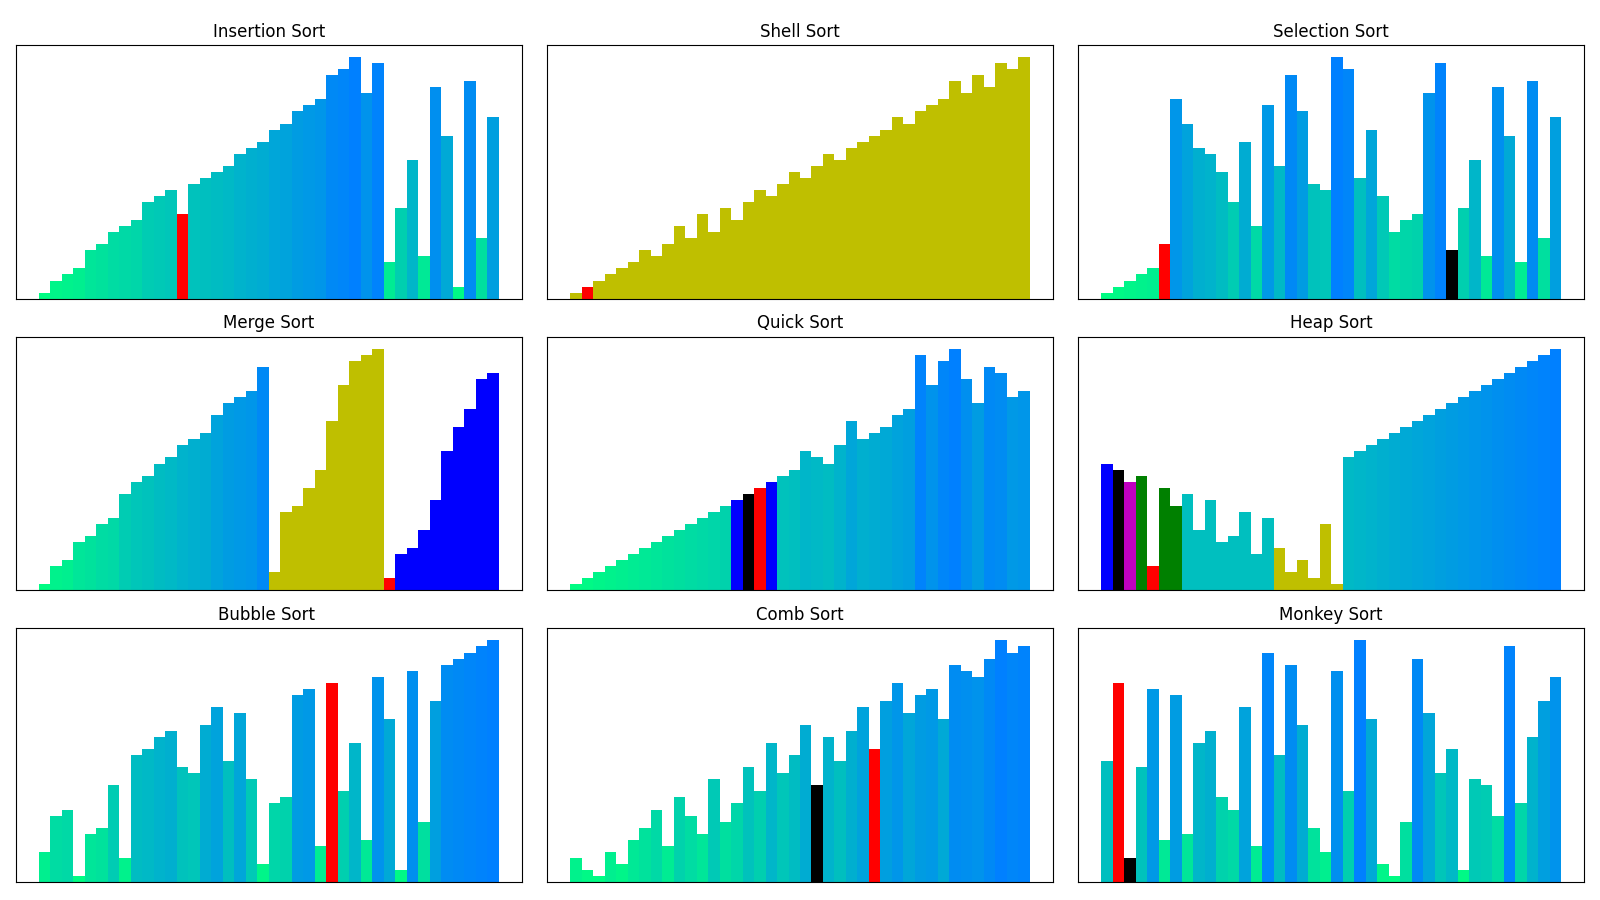 Insertion Sort
Shell Sort
Selection Sort
Merge Sort
Quick Sort
Heap Sort
Bubble Sort
Comb Sort
Monkey Sort